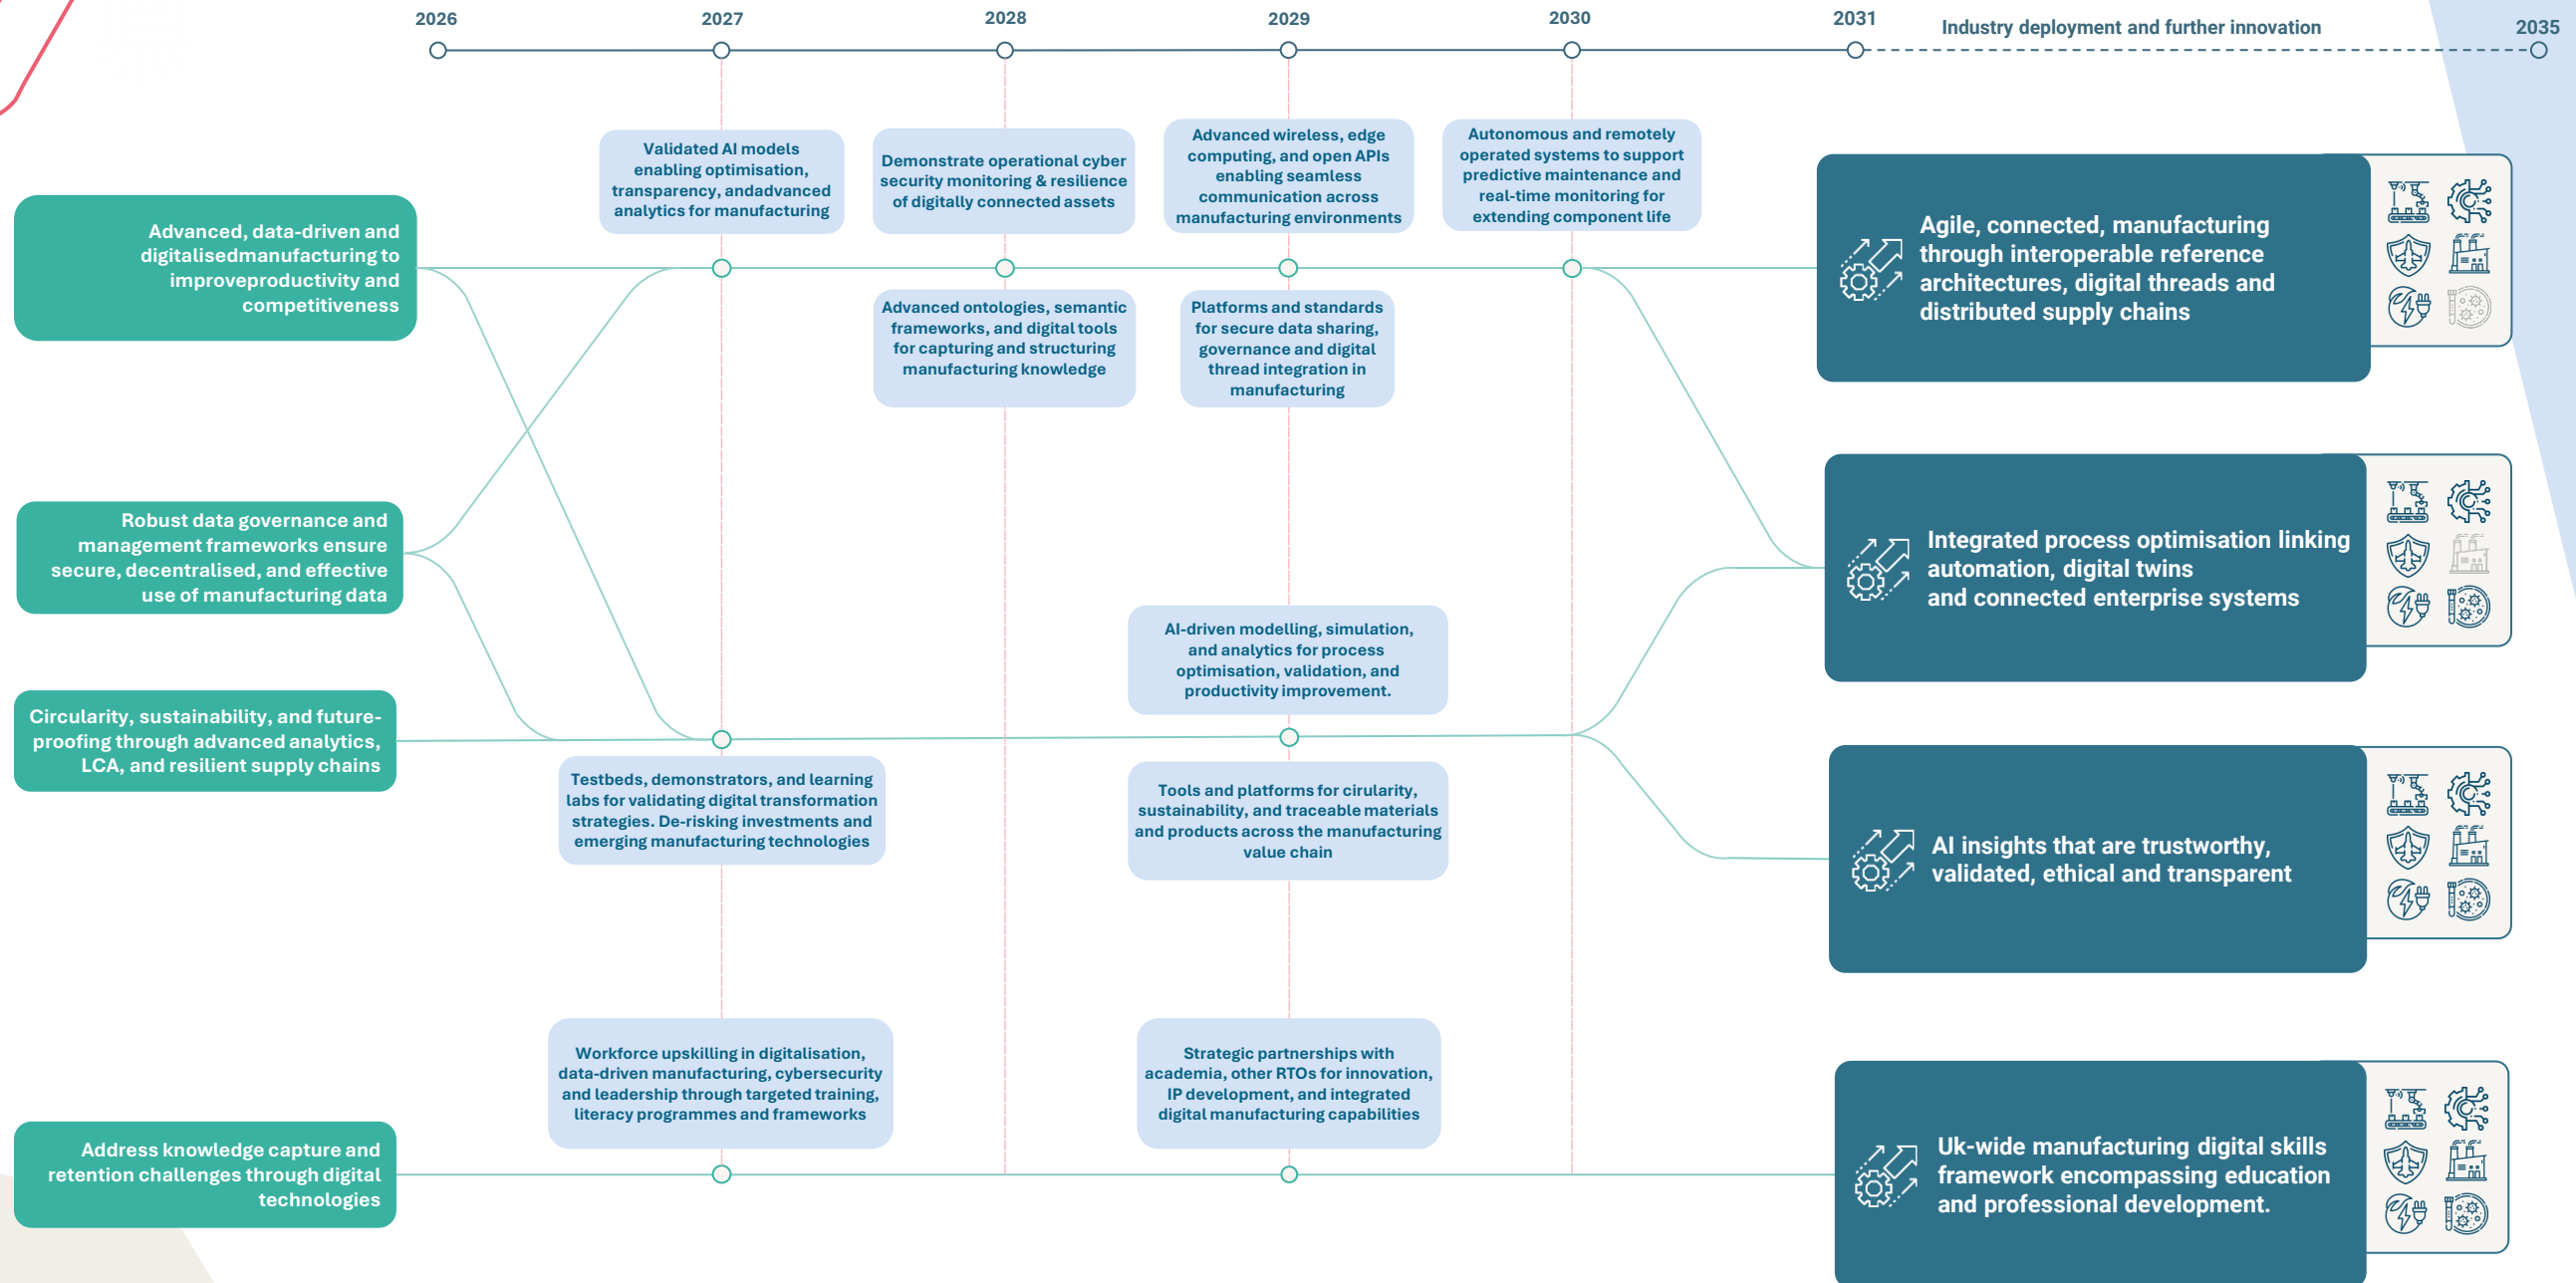 2026
2027
2028
2029
2030
2031
Industry deployment and further innovation
2035
Advanced, data-driven and
digitalisedmanufacturing to
improveproductivity and
competitiveness
Validated AI models
enabling optimisation,
transparency, andadvanced
analytics for manufacturing
Demonstrate operational cyber
security monitoring & resilience
of digitally connected assets
Advanced wireless, edge
computing, and open APIs
enabling seamless
communication across
manufacturing environments
Autonomous and remotely
operated systems to support
predictive maintenance and
real-time monitoring for
extending component life
Advanced ontologies, semantic
frameworks, and digital tools
for capturing and structuring
manufacturing knowledge
Platforms and standards
for secure data sharing,
governance and digital
thread integration in
manufacturing
Agile, connected, manufacturing
through interoperable reference
architectures, digital threads and
distributed supply chains
Robust data governance and
management frameworks ensure
secure, decentralised, and effective
use of manufacturing data
Integrated process optimisation linking
automation, digital twins
and connected enterprise systems
Circularity, sustainability, and future-
proofing through advanced analytics,
LCA, and resilient supply chains
AI-driven modelling, simulation,
and analytics for process
optimisation, validation, and
productivity improvement.
Testbeds, demonstrators, and learning
labs for validating digital transformation
strategies. De-risking investments and
emerging manufacturing technologies
Tools and platforms for cirularity,
sustainability, and traceable materials
and products across the manufacturing
value chain
AI insights that are trustworthy,
validated, ethical and transparent
Address knowledge capture and
retention challenges through digital
technologies
Workforce upskilling in digitalisation,
data-driven manufacturing, cybersecurity
and leadership through targeted training,
literacy programmes and frameworks
Strategic partnerships with
academia, other RTOs for innovation,
IP development, and integrated
digital manufacturing capabilities
Uk-wide manufacturing digital skills
framework encompassing education
and professional development.